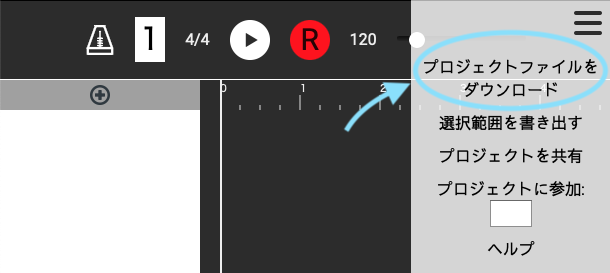 1 4/4 R 120
プロジェクトファイルを
ダウンロード
0 1 2 3 4
選択範囲を書き出す
プロジェクトを共有
プロジェクトに参加:
ヘルプ